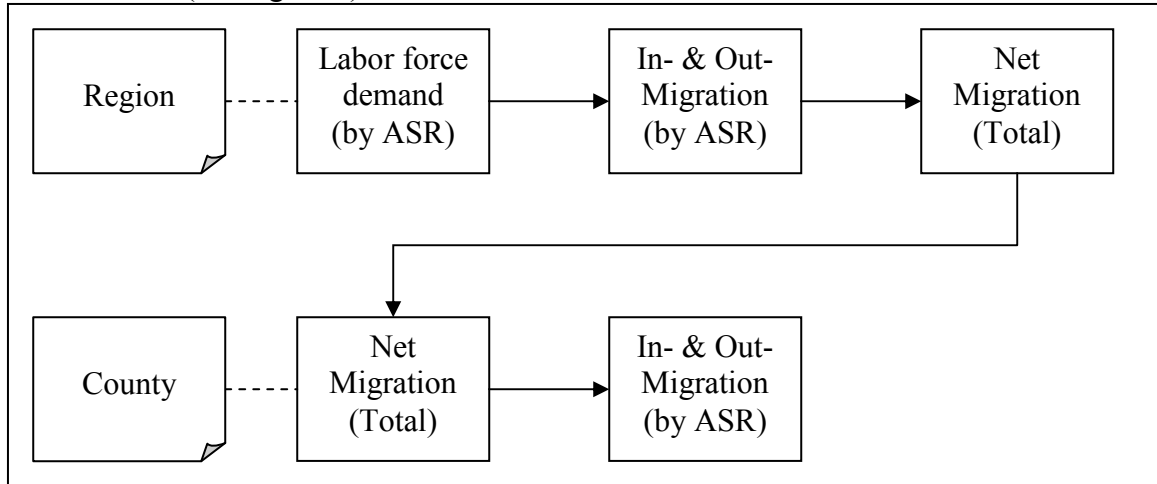 Region
Labor force
demand
(by ASR)
In- & Out-
Migration
(by ASR)
Net
Migration
(Total)
County
Net
Migration
(Total)
In- & Out-
Migration
(by ASR)